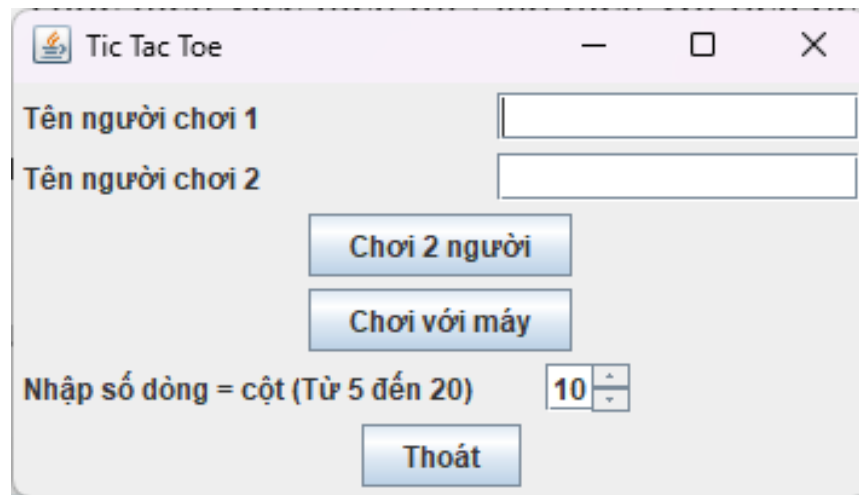 Tic Tac Toe
Tên người chơi 1
Tên người chơi 2
Chơi 2 người
Chơi với máy
Nhập số dòng = cột (Từ 5 đến 20) 10
Thoát